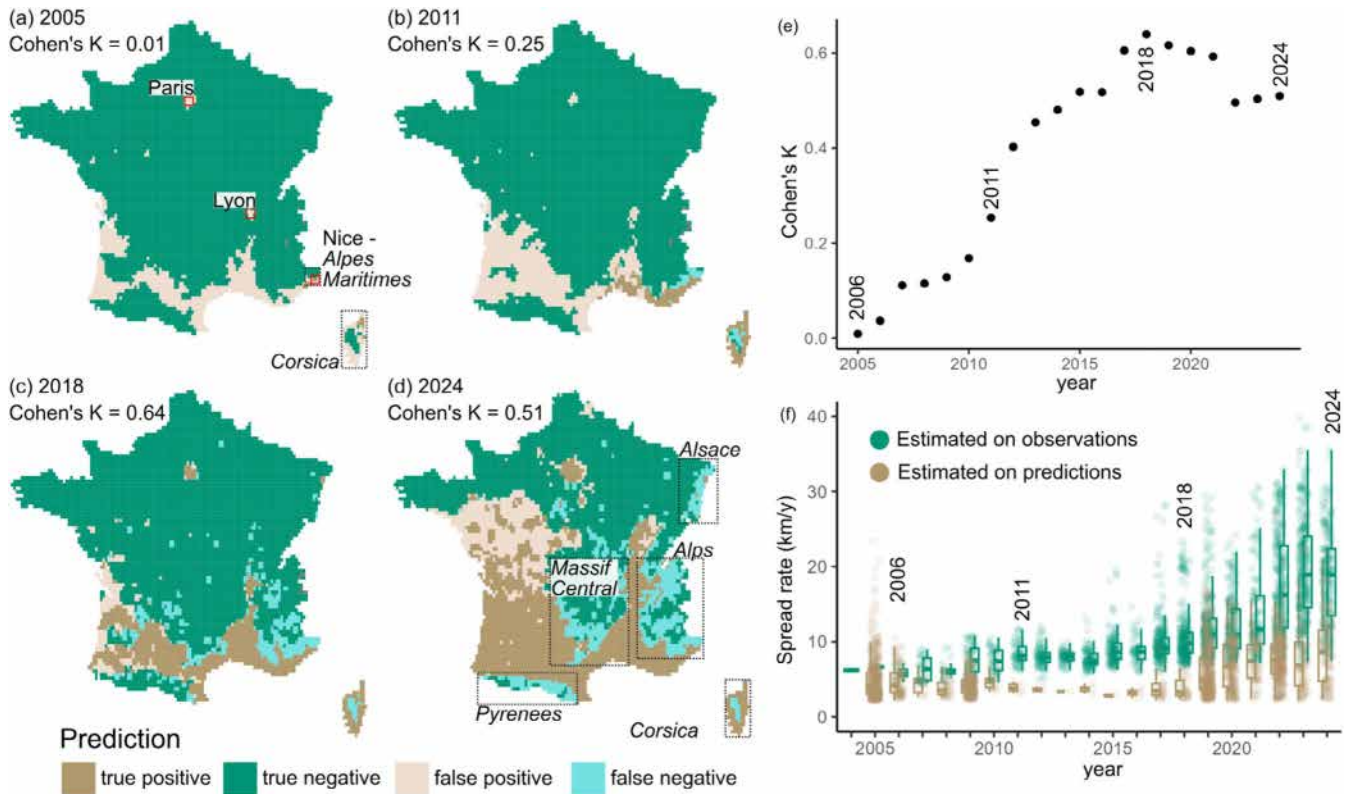 (a) 2005
Cohen's K = 0.01
Paris
Lyon
Nice -
Alpes
Maritimes
Corsica
(b) 2011
Cohen's K = 0.25
(c) 2018
Cohen's K = 0.64
(d) 2024
Cohen's K = 0.51
Alsace
Alps
Massif
Central
Pyrenees
Corsica
Prediction
true positive
true negative
false positive
false negative
(e)
Cohen's K
0.6
0.4
0.2
0.0
2006
2011
2018
2024
2005
2010
2015
2020
year
(f)
Spread rate (km/y)
40
30
20
10
0
Estimated on observations
Estimated on predictions
2006
2011
2018
2024
2005
2010
2015
2020
year